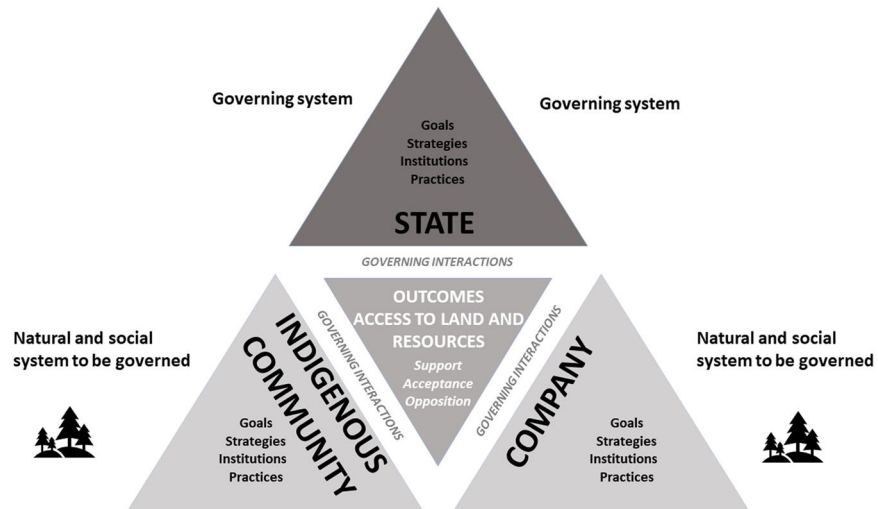 Governing system
Governing system
Goals
Strategies
Institutions
Practices
STATE
GOVERNING INTERACTIONS
OUTCOMES
ACCESS TO LAND AND
RESOURCES
Support
Acceptance
Opposition
GOVERNING INTERACTIONS
GOVERNING INTERACTIONS
Natural and social
system to be governed
INDIGENOUS
COMMUNITY
Goals
Strategies
Institutions
Practices
COMPANY
Goals
Strategies
Institutions
Practices
Natural and social
system to be governed